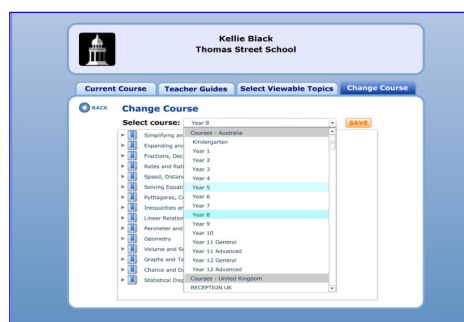 Kellie Black
Thomas Street School
Current Course
Teacher Guides
Select Viewable Topics
Change Course
BACK
Change Course
Select course:
Year 8
SAVE
Courses - Australia
Kindergarten
Year 1
Year 2
Year 3
Year 4
Year 5
Year 6
Year 7
Year 8
Year 9
Year 10
Year 11 General
Year 11 Advanced
Year 12 General
Year 12 Advanced
Courses - United Kingdom
RECEPTION UK
Simplifying an
Expanding and
Fractions, Dec
Rates and Rati
Speed, Distan
Solving Equati
Pythagoras, C
Inequalities an
Linear Relation
Perimeter and
Geometry
Volume and S
Graphs and Ta
Chance and Da
Statistical Disp